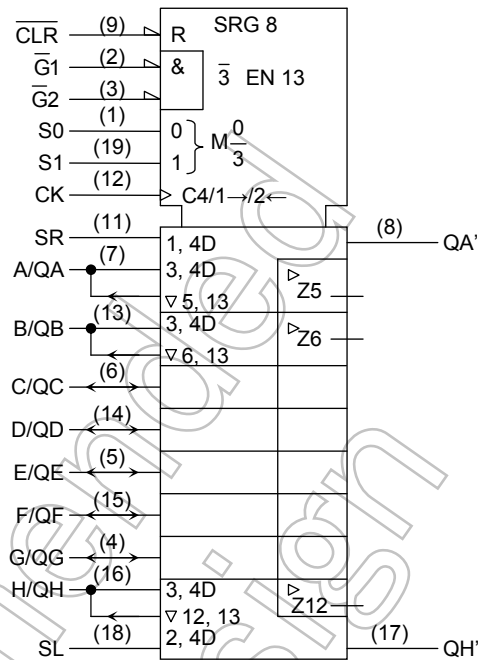 SRG 8
CLR (9) R
G1 (2) & 3 EN 13
G2 (3)
S0 (1) 0 } M 0/3
S1 (19) 1
CK (12) C4/1→/2←
SR (11) 1, 4D (8) QA'
A/QA (7) 3, 4D
▽ 5, 13 ▷ Z5
B/QB (13) 3, 4D ▷ Z6
▽ 6, 13
C/QC (6)
D/QD (14)
E/QE (5)
F/QF (15)
G/QG (4)
H/QH (16) 3, 4D ▷ Z12
▽ 12, 13
SL (18) 2, 4D (17) QH'